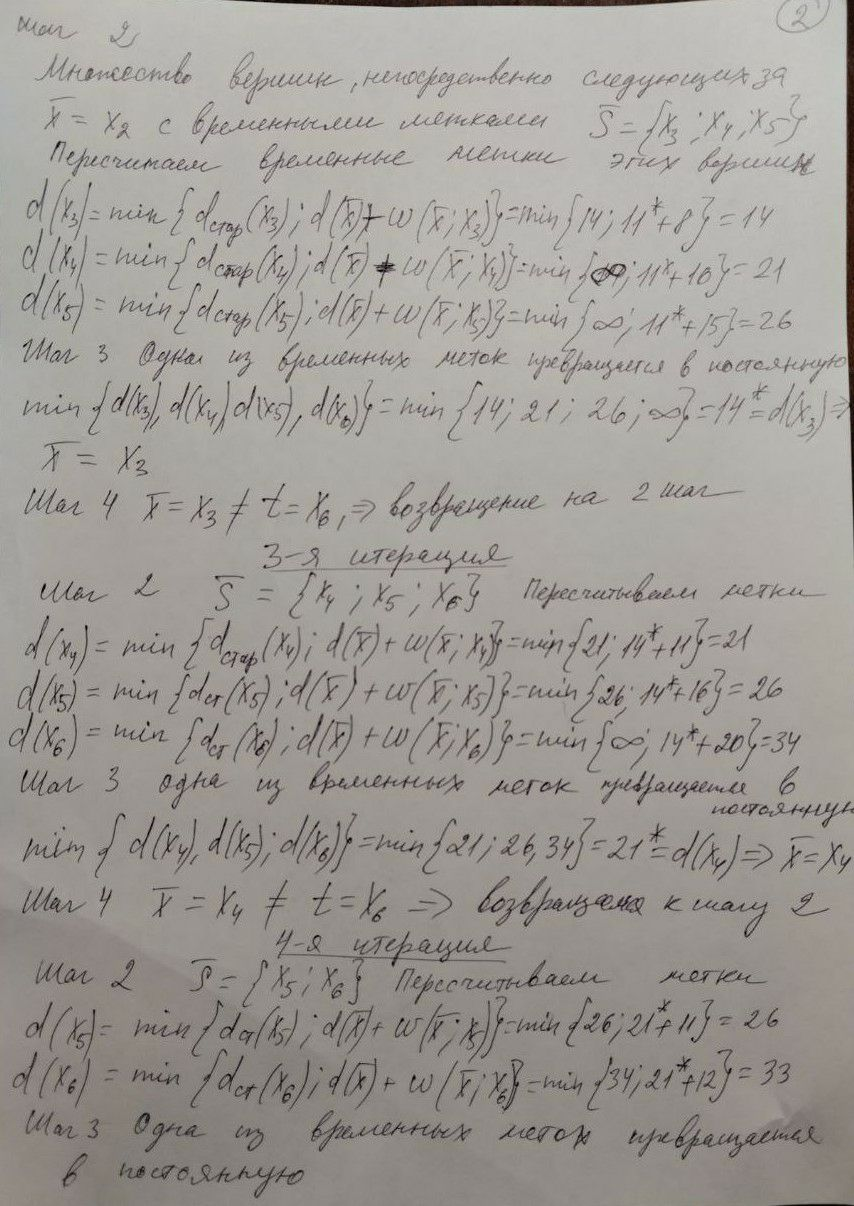 2
Шаг 2
Множество вершин, непосредственно следующих за
x̄ = x₂ с временными метками S̄ = {x₃; x₄; x₅}
Пересчитаем временные метки этих вершин
d(x₃) = min {dстар(x₃); d(x̄) + w(x̄; x₃)} = min{14; 11* + 8} = 14
d(x₄) = min {dстар(x₄); d(x̄) + w(x̄; x₄)} = min{∞; 11* + 10} = 21
d(x₅) = min {dстар(x₅); d(x̄) + w(x̄; x₅)} = min{∞; 11* + 15} = 26
Шаг 3 Одна из временных меток превращается в постоянную
min {d(x₃), d(x₄) d(x₅), d(x₆)} = min {14; 21; 26; ∞} = 14* = d(x₃) ⇒
x̄ = x₃
Шаг 4 x̄ = x₃ ≠ t = x₆, ⇒ возвращение на 2 шаг
3-я итерация
Шаг 2 S̄ = {x₄; x₅; x₆} Пересчитываем метки
d(x₄) = min {dстар(x₄); d(x̄) + w(x̄; x₄)} = min{21; 14* + 11} = 21
d(x₅) = min {dст(x₅); d(x̄) + w(x̄; x₅)} = min{26; 14* + 16} = 26
d(x₆) = min {dст(x₆); d(x̄) + w(x̄; x₆)} = min{∞; 14* + 20} = 34
Шаг 3 одна из временных меток превращается в
постоянную
min { d(x₄), d(x₅); d(x₆)} = min{21; 26, 34} = 21* = d(x₄) ⇒ x̄ = x₄
Шаг 4 x̄ = x₄ ≠ t = x₆ ⇒ возвращаемся к шагу 2
4-я итерация
Шаг 2 S̄ = {x₅; x₆} Пересчитываем метки
d(x₅) = min {dст(x₅); d(x̄) + w(x̄; x₅)} = min{26; 21* + 11} = 26
d(x₆) = min {dст(x₆); d(x̄) + w(x̄; x₆)} = min {34; 21* + 12} = 33
Шаг 3 Одна из временных меток превращается
в постоянную